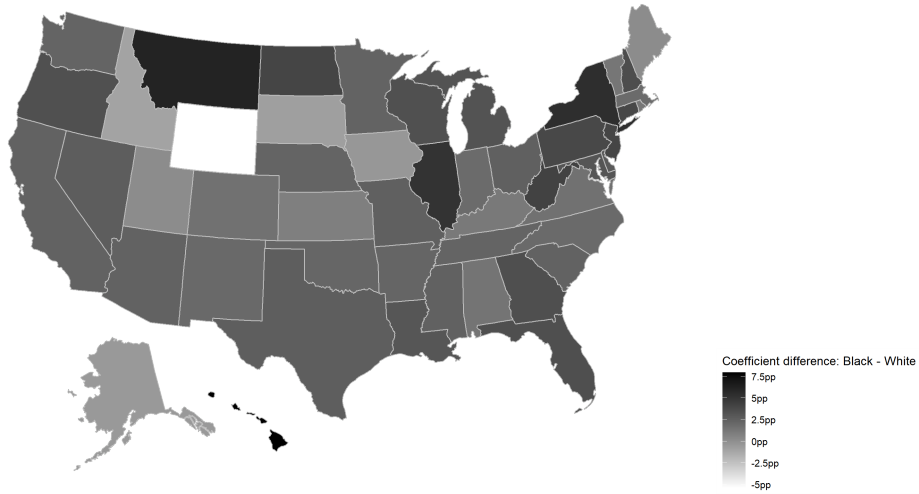 Coefficient difference: Black - White
7.5pp
5pp
2.5pp
0pp
-2.5pp
-5pp